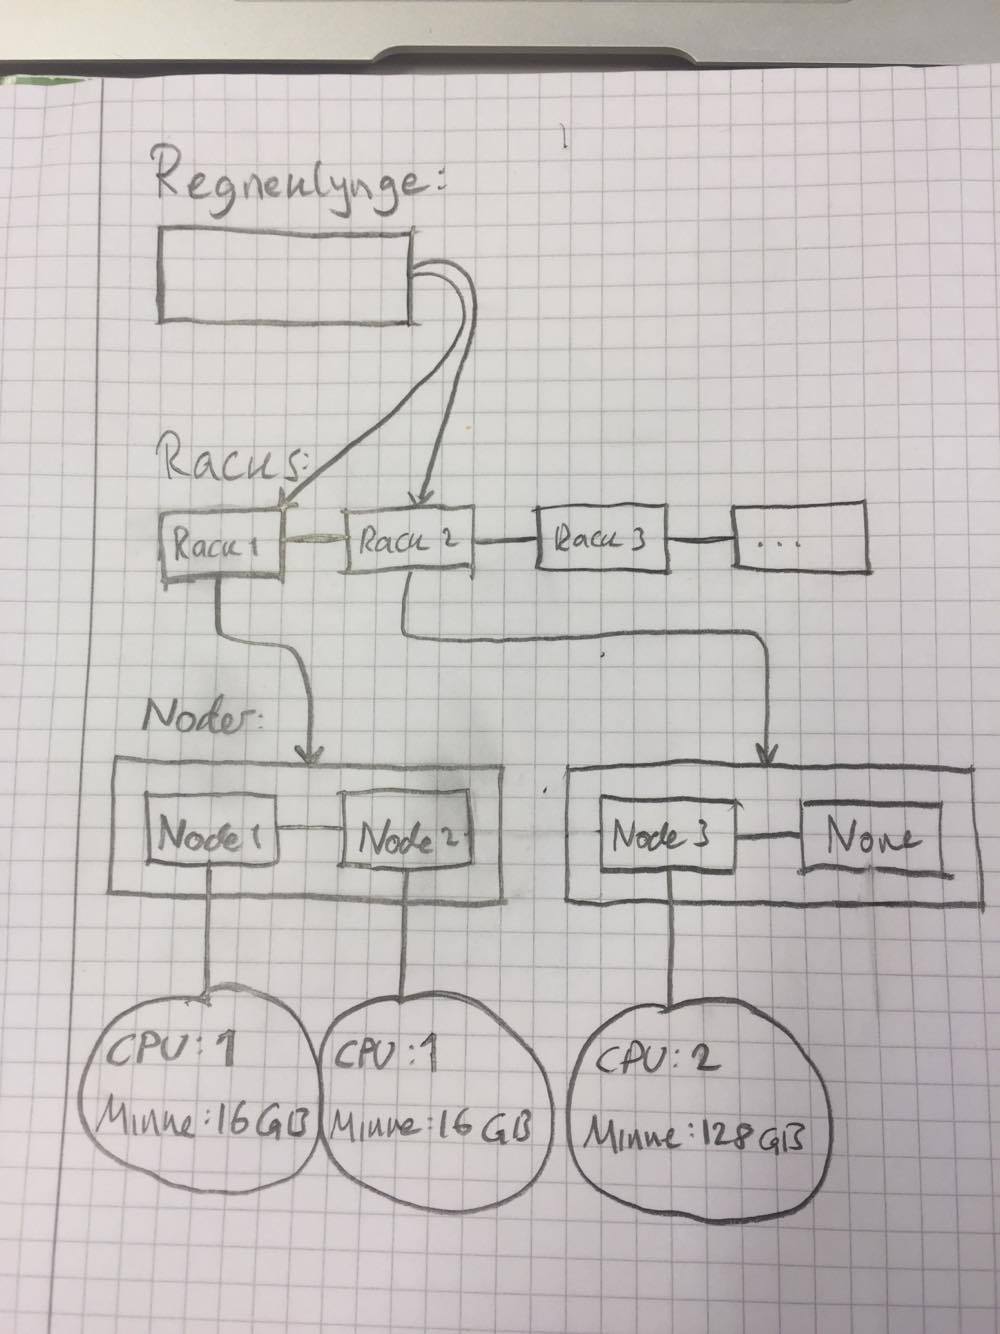 Regneklynge:
Racks:
Rack 1
Rack 2
Rack 3
...
Noder:
Node 1
Node 2
Node 3
None
CPU: 1
Minne: 16 GB
CPU: 1
Minne: 16 GB
CPU: 2
Minne: 128 GB